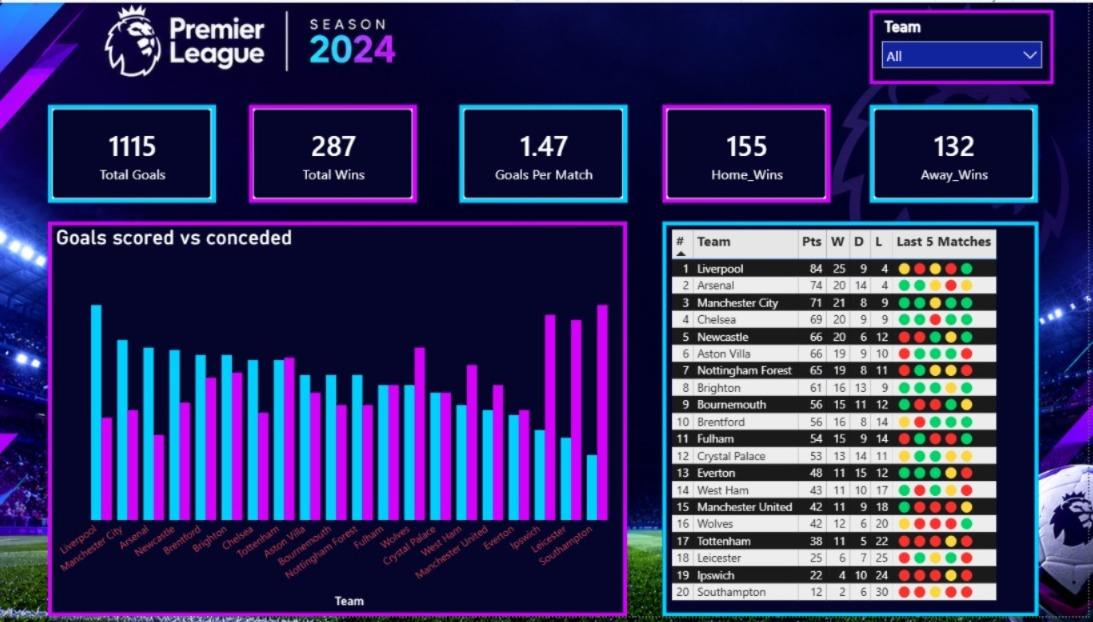 Premier League
SEASON
2024
Team
All
1115
Total Goals
287
Total Wins
1.47
Goals Per Match
155
Home_Wins
132
Away_Wins
Goals scored vs conceded
Liverpool
Manchester City
Arsenal
Newcastle
Brentford
Brighton
Chelsea
Tottenham
Aston Villa
Bournemouth
Nottingham Forest
Fulham
Wolves
Crystal Palace
West Ham
Manchester United
Everton
Ipswich
Leicester
Southampton
Team
# Team Pts W D L Last 5 Matches
1 Liverpool 84 25 9 4
2 Arsenal 74 20 14 4
3 Manchester City 71 21 8 9
4 Chelsea 69 20 9 9
5 Newcastle 66 20 6 12
6 Aston Villa 66 19 9 10
7 Nottingham Forest 65 19 8 11
8 Brighton 61 16 13 9
9 Bournemouth 56 15 11 12
10 Brentford 56 16 8 14
11 Fulham 54 15 9 14
12 Crystal Palace 53 13 14 11
13 Everton 48 11 15 12
14 West Ham 43 11 10 17
15 Manchester United 42 11 9 18
16 Wolves 42 12 6 20
17 Tottenham 38 11 5 22
18 Leicester 25 6 7 25
19 Ipswich 22 4 10 24
20 Southampton 12 2 6 30